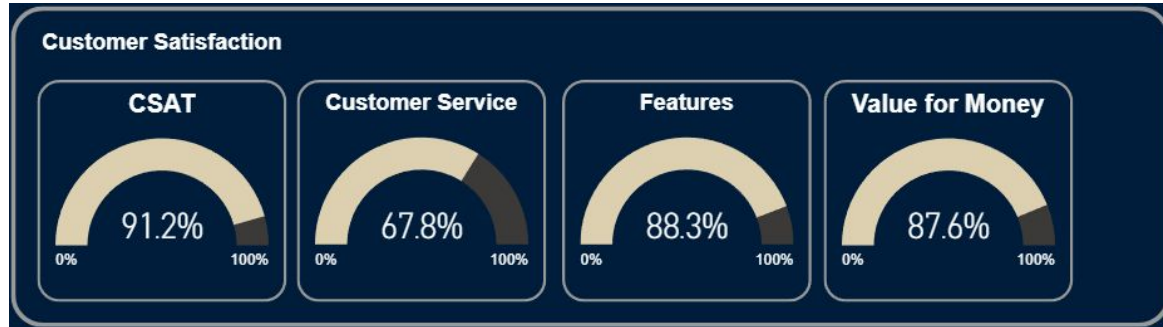 Customer Satisfaction
CSAT
91.2%
0% 100%
Customer Service
67.8%
0% 100%
Features
88.3%
0% 100%
Value for Money
87.6%
0% 100%